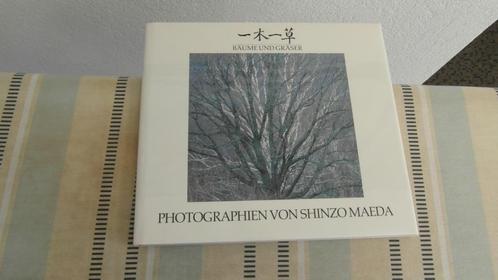 一木一草
BÄUME UND GRÄSER
PHOTOGRAPHIEN VON SHINZO MAEDA